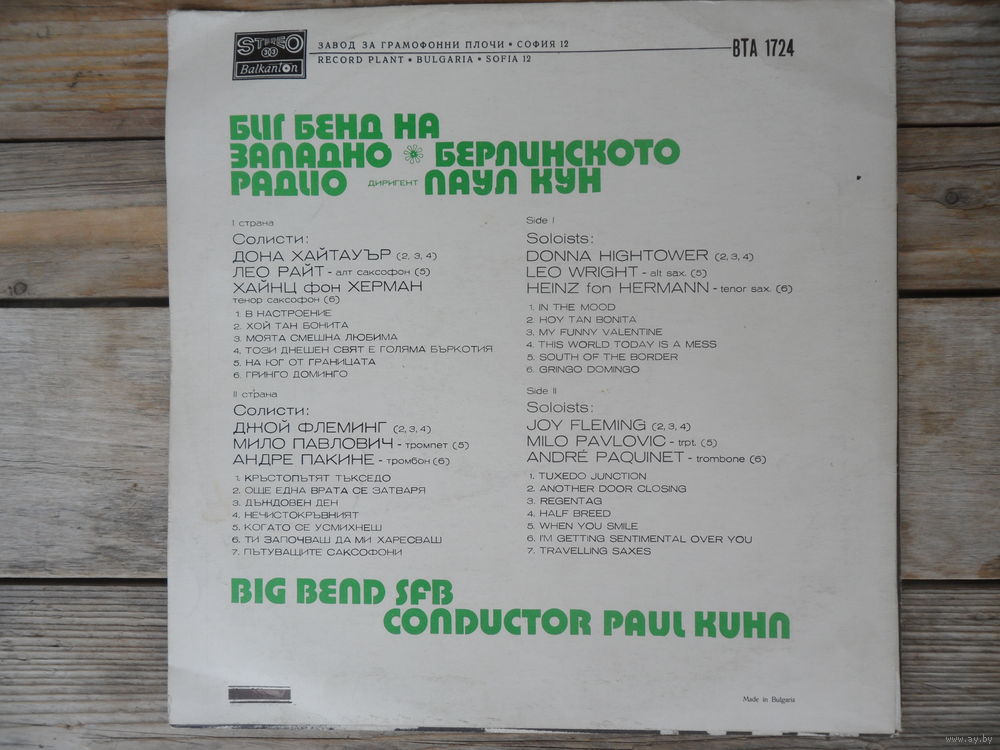 STEREO
33
Balkanton
ЗАВОД ЗА ГРАМОФОННИ ПЛОЧИ • СОФИЯ 12
RECORD PLANT • BULGARIA • SOFIA 12
ВТА 1724
БИГ БЕНД НА
ЗАПАДНО * БЕРЛИНСКОТО
РАДИО ДИРИГЕНТ ПАУЛ КУН
I страна
Солисти:
ДОНА ХАЙТАУЪР (2, 3, 4)
ЛЕО РАЙТ - алт саксофон (5)
ХАЙНЦ фон ХЕРМАН
тенор саксофон (6)
1. В НАСТРОЕНИЕ
2. ХОЙ ТАН БОНИТА
3. МОЯТА СМЕШНА ЛЮБИМА
4. ТОЗИ ДНЕШЕН СВЯТ Е ГОЛЯМА БЪРКОТИЯ
5. НА ЮГ ОТ ГРАНИЦАТА
6. ГРИНГО ДОМИНГО
II страна
Солисти:
ДЖОЙ ФЛЕМИНГ (2, 3, 4)
МИЛО ПАВЛОВИЧ - тромпет (5)
АНДРЕ ПАКИНЕ - тромбон (6)
1. КРЪСТОПЪТЯТ ТЪКСЕДО
2. ОЩЕ ЕДНА ВРАТА СЕ ЗАТВАРЯ
3. ДЪЖДОВЕН ДЕН
4. НЕЧИСТОКРЪВНИЯТ
5. КОГАТО СЕ УСМИХНЕШ
6. ТИ ЗАПОЧВАШ ДА МИ ХАРЕСВАШ
7. ПЪТУВАЩИТЕ САКСОФОНИ
Side I
Soloists:
DONNA HIGHTOWER (2, 3, 4)
LEO WRIGHT - alt sax. (5)
HEINZ fon HERMANN - tenor sax. (6)
1. IN THE MOOD
2. HOY TAN BONITA
3. MY FUNNY VALENTINE
4. THIS WORLD TODAY IS A MESS
5. SOUTH OF THE BORDER
6. GRINGO DOMINGO
Side II
Soloists:
JOY FLEMING (2, 3, 4)
MILO PAVLOVIC - trpt. (5)
ANDRÉ PAQUINET - trombone (6)
1. TUXEDO JUNCTION
2. ANOTHER DOOR CLOSING
3. REGENTAG
4. HALF BREED
5. WHEN YOU SMILE
6. I'M GETTING SENTIMENTAL OVER YOU
7. TRAVELLING SAXES
BIG BEND SFB
CONDUCTOR PAUL KUHN
Made in Bulgaria
www.ay.by